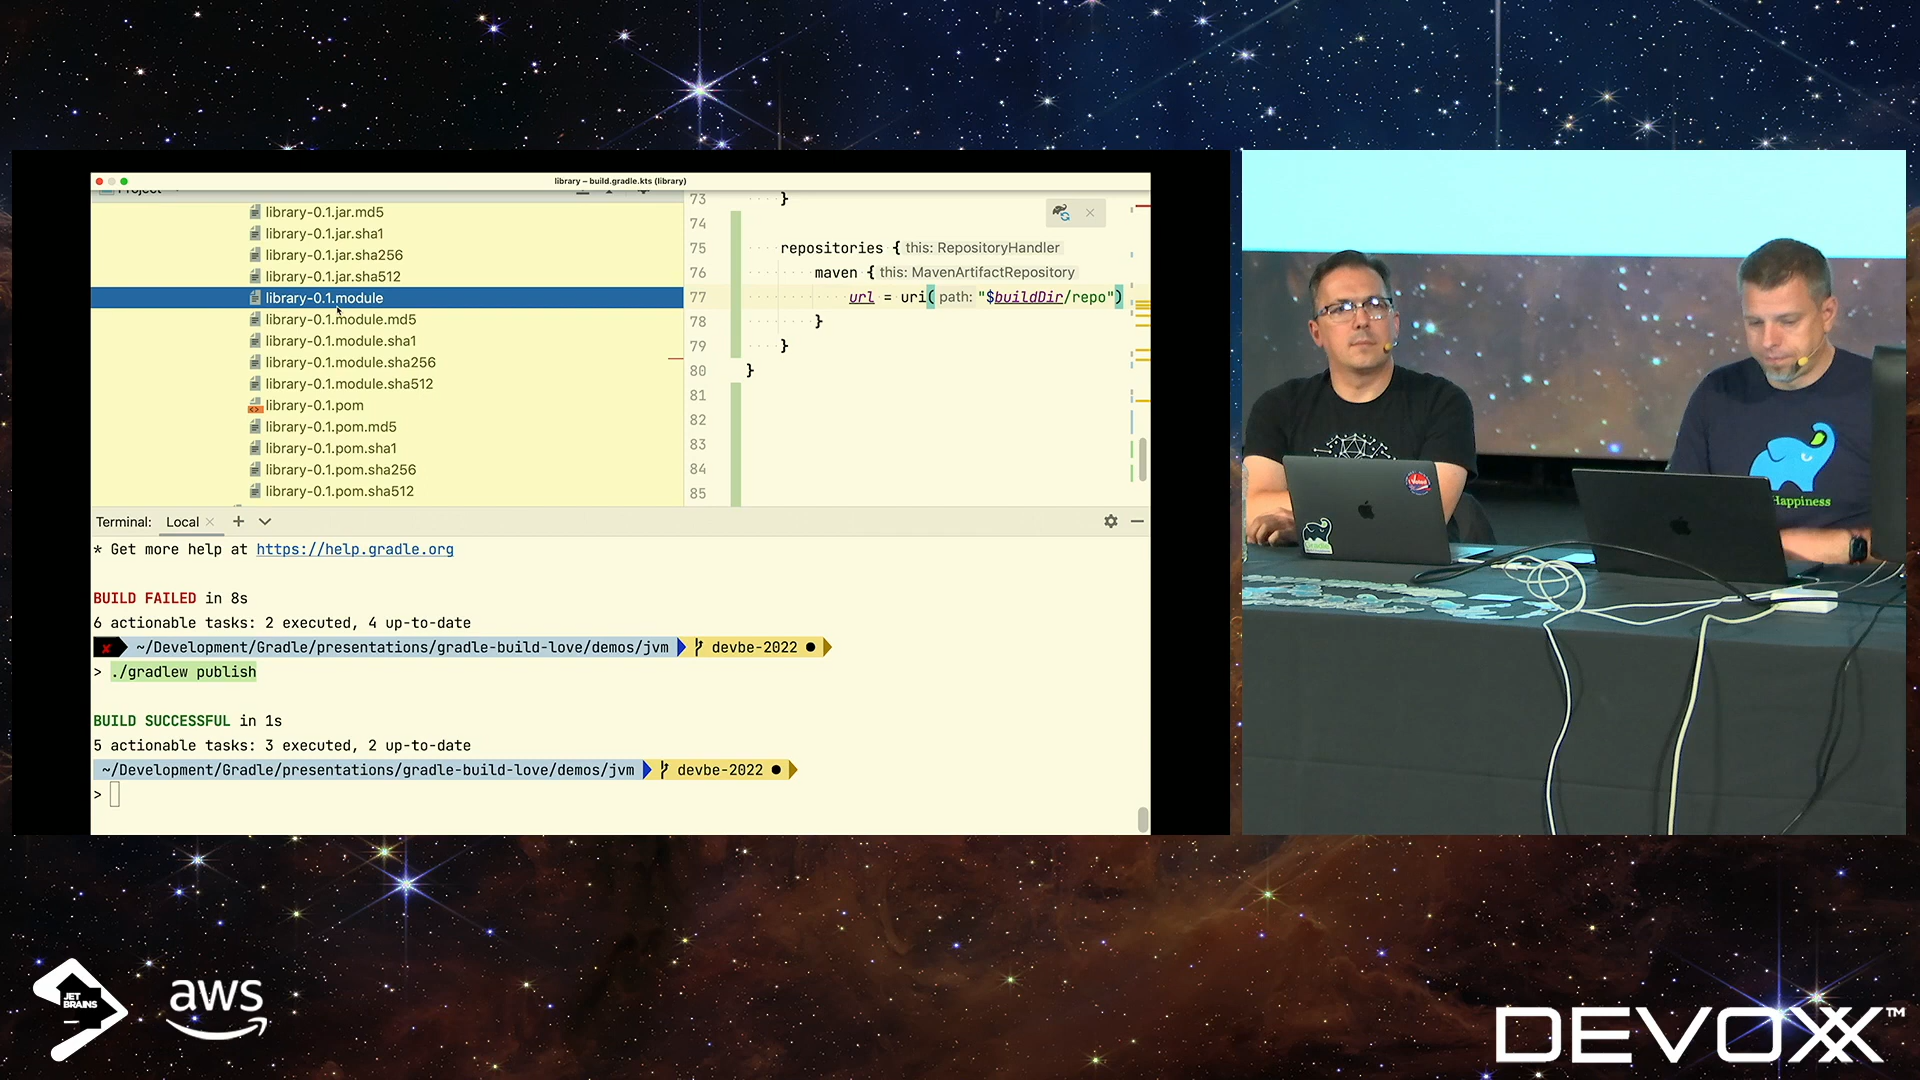 library – build.gradle.kts (library)
Project
library-0.1.jar.md5
library-0.1.jar.sha1
library-0.1.jar.sha256
library-0.1.jar.sha512
library-0.1.module
library-0.1.module.md5
library-0.1.module.sha1
library-0.1.module.sha256
library-0.1.module.sha512
library-0.1.pom
library-0.1.pom.md5
library-0.1.pom.sha1
library-0.1.pom.sha256
library-0.1.pom.sha512
73 }
74
75 repositories { this: RepositoryHandler
76 maven { this: MavenArtifactRepository
77 url = uri( path: "$buildDir/repo")
78 }
79 }
80 }
81
82
83
84
85
Terminal: Local
* Get more help at https://help.gradle.org
BUILD FAILED in 8s
6 actionable tasks: 2 executed, 4 up-to-date
~/Development/Gradle/presentations/gradle-build-love/demos/jvm devbe-2022
> ./gradlew publish
BUILD SUCCESSFUL in 1s
5 actionable tasks: 3 executed, 2 up-to-date
~/Development/Gradle/presentations/gradle-build-love/demos/jvm devbe-2022
>
Happiness
JET
BRAINS
aws
DEVOXX™